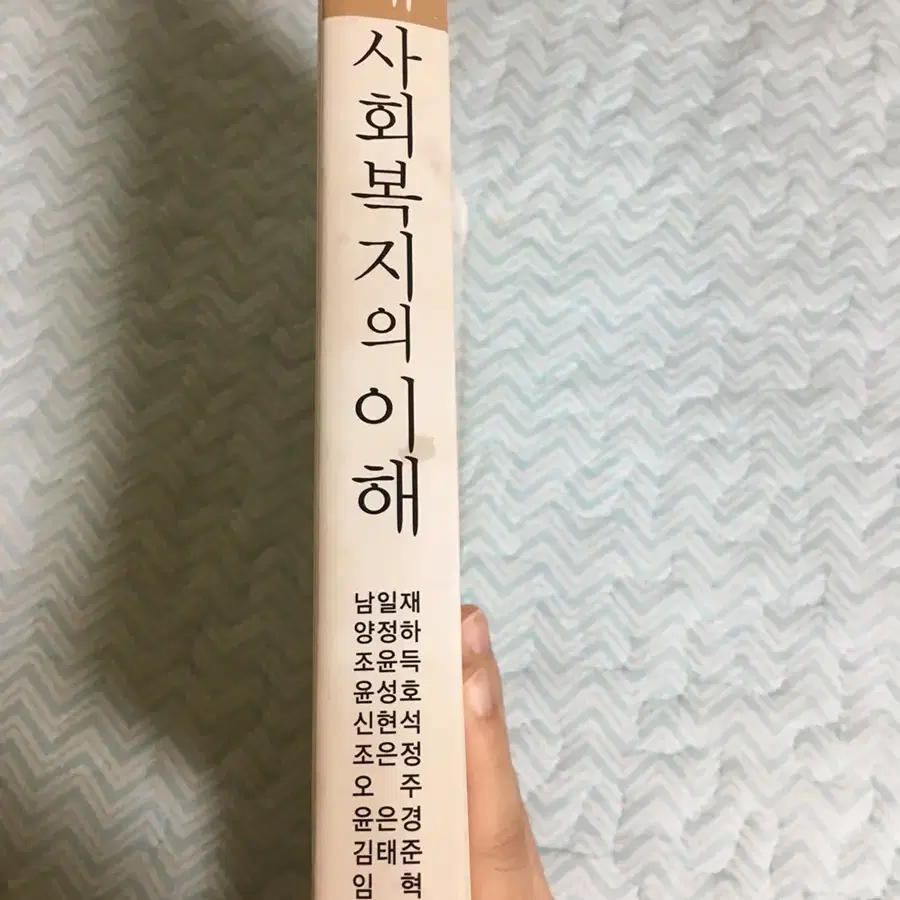 사회복지의 이해
남일재
양정하
조윤득
윤성호
신현석
조은정
오 주
윤은경
김태준
임 혁